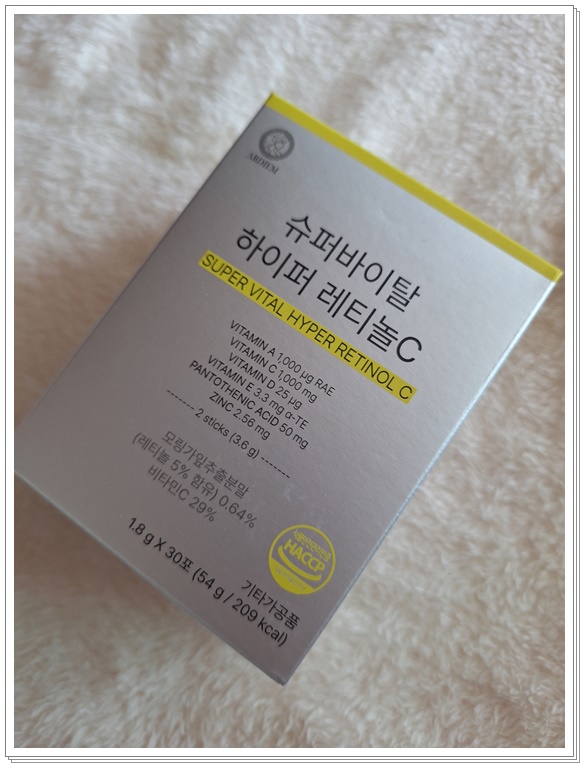 ARDIEM
슈퍼바이탈
하이퍼 레티놀C
SUPER VITAL HYPER RETINOL C
VITAMIN A 1,000 µg RAE
VITAMIN C 1,000 mg
VITAMIN D 25 µg
VITAMIN E 3.3 mg α-TE
PANTOTHENIC ACID 50 mg
ZINC 2.56 mg
------- 2 sticks (3.6 g) -------
모링가잎추출분말
(레티놀 5% 함유) 0.64%
비타민C 29%
HACCP
기타가공품
1.8 g X 30포 (54 g / 209 kcal)